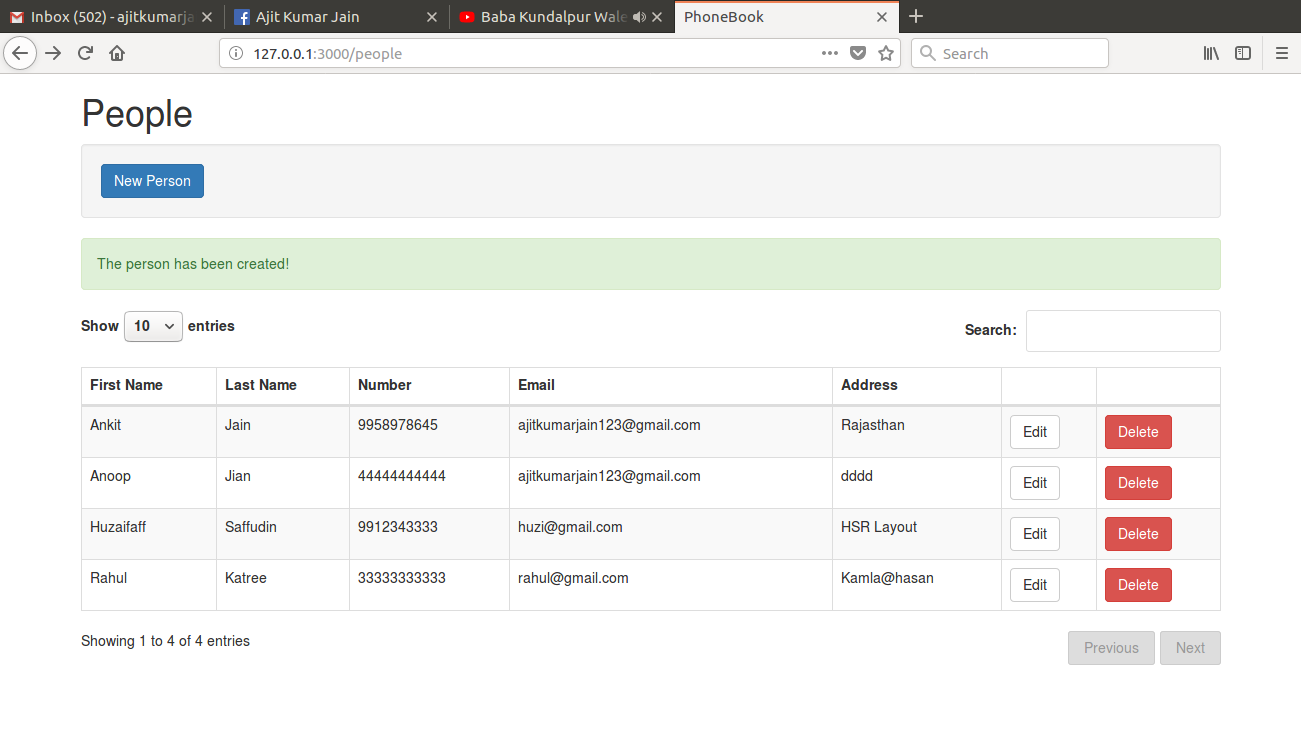 Inbox (502) - ajitkumarja
Ajit Kumar Jain
Baba Kundalpur Wale
PhoneBook
127.0.0.1:3000/people
Search
People
New Person
The person has been created!
Show 10 entries
Search:
First Name Last Name Number Email Address
Ankit Jain 9958978645 ajitkumarjain123@gmail.com Rajasthan Edit Delete
Anoop Jian 44444444444 ajitkumarjain123@gmail.com dddd Edit Delete
Huzaifaff Saffudin 9912343333 huzi@gmail.com HSR Layout Edit Delete
Rahul Katree 33333333333 rahul@gmail.com Kamla@hasan Edit Delete
Showing 1 to 4 of 4 entries
Previous Next